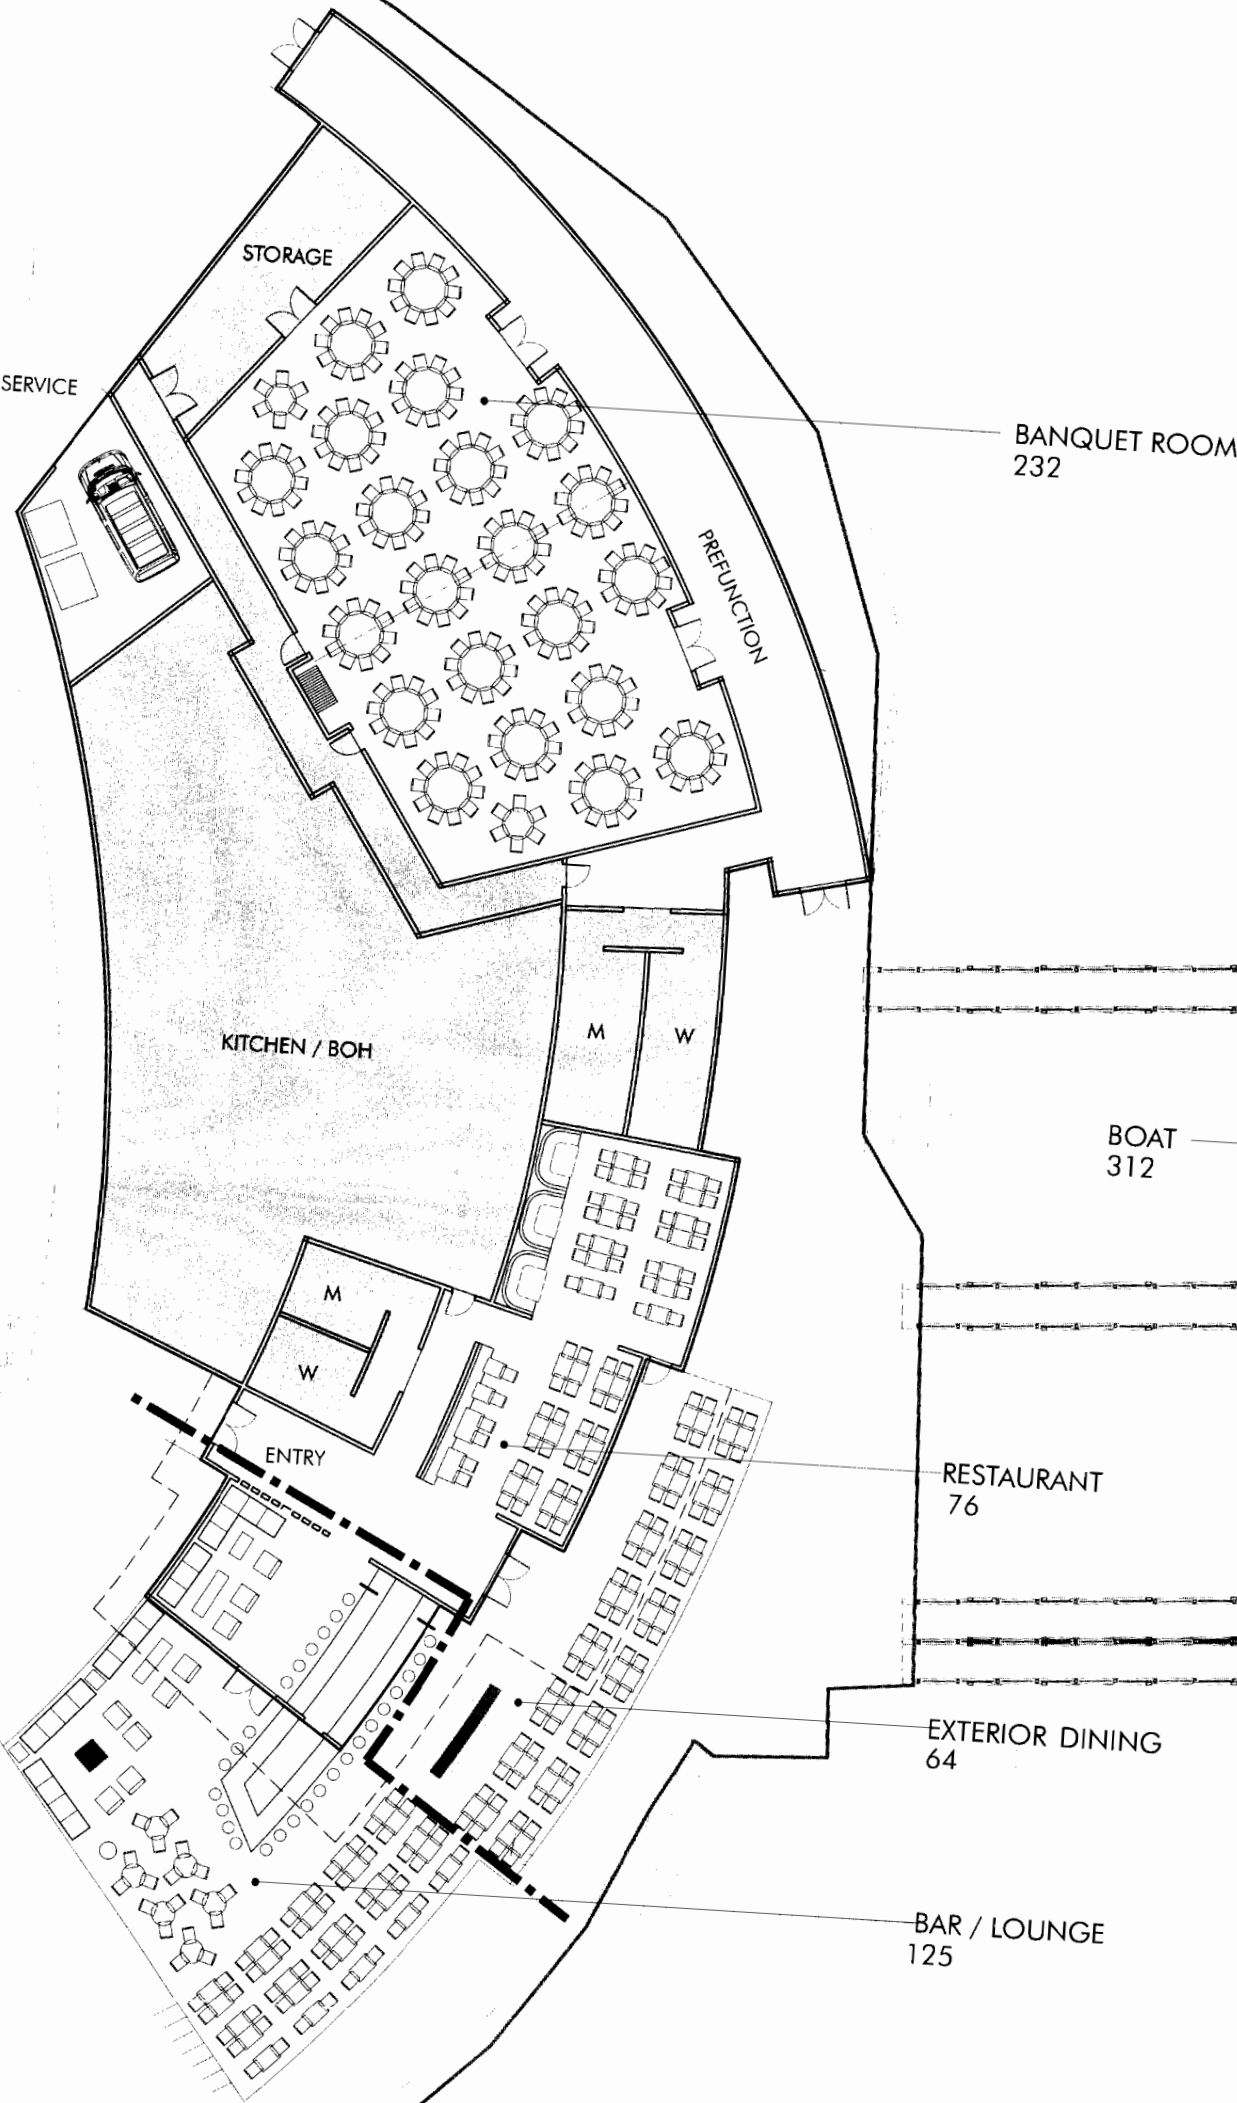 STORAGE
SERVICE
BANQUET ROOM
232
PREFUNCTION
M
W
KITCHEN / BOH
BOAT
312
M
W
ENTRY
RESTAURANT
76
EXTERIOR DINING
64
BAR / LOUNGE
125